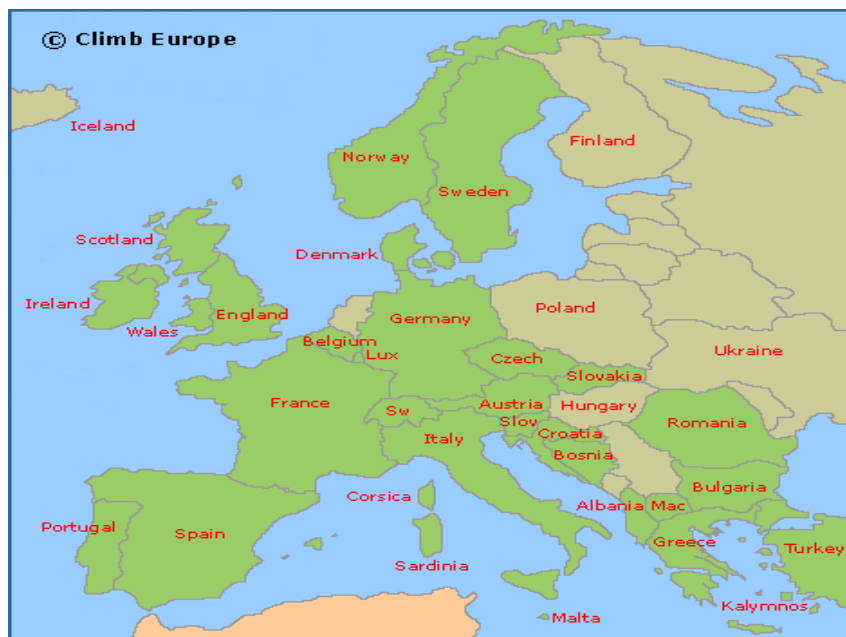 © Climb Europe
Iceland
Norway
Finland
Sweden
Scotland
Denmark
Ireland
Wales
England
Germany
Poland
Belgium
Lux
Czech
Ukraine
Slovakia
France
Sw
Austria
Hungary
Slov
Italy
Croatia
Romania
Bosnia
Bulgaria
Corsica
Albania
Mac
Portugal
Spain
Greece
Turkey
Sardinia
Malta
Kalymnos